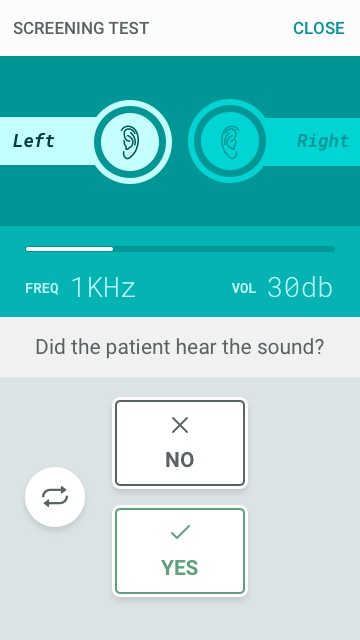 SCREENING TEST CLOSE
Left Right
FREQ 1KHz VOL 30db
Did the patient hear the sound?
NO
YES